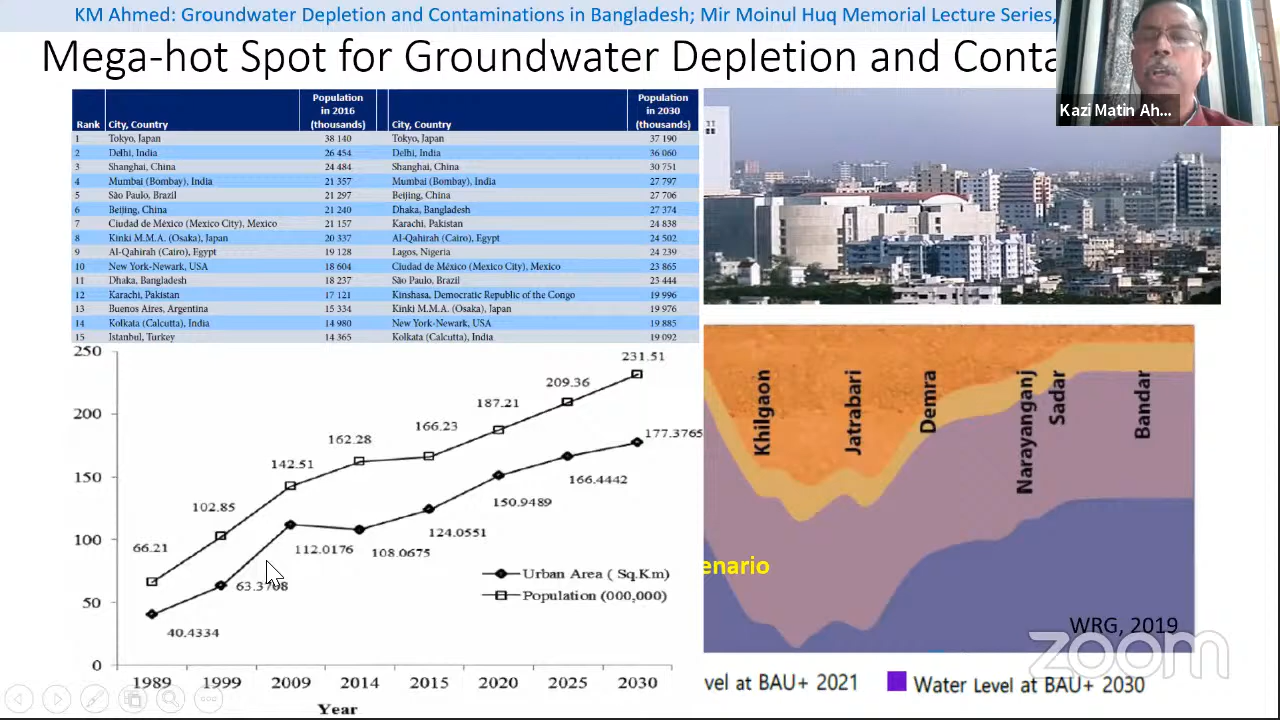 KM Ahmed: Groundwater Depletion and Contaminations in Bangladesh; Mir Moinul Huq Memorial Lecture Series,
Mega-hot Spot for Groundwater Depletion and Conta
Kazi Matin Ah...
Rank City, Country Population in 2016 (thousands) City, Country Population in 2030 (thousands)
1 Tokyo, Japan 38 140 Tokyo, Japan 37 190
2 Delhi, India 26 454 Delhi, India 36 060
3 Shanghai, China 24 484 Shanghai, China 30 751
4 Mumbai (Bombay), India 21 357 Mumbai (Bombay), India 27 797
5 São Paulo, Brazil 21 297 Beijing, China 27 706
6 Beijing, China 21 240 Dhaka, Bangladesh 27 374
7 Ciudad de México (Mexico City), Mexico 21 157 Karachi, Pakistan 24 838
8 Kinki M.M.A. (Osaka), Japan 20 337 Al-Qahirah (Cairo), Egypt 24 502
9 Al-Qahirah (Cairo), Egypt 19 128 Lagos, Nigeria 24 239
10 New York-Newark, USA 18 604 Ciudad de México (Mexico City), Mexico 23 865
11 Dhaka, Bangladesh 18 237 São Paulo, Brazil 23 444
12 Karachi, Pakistan 17 121 Kinshasa, Democratic Republic of the Congo 19 996
13 Buenos Aires, Argentina 15 334 Kinki M.M.A. (Osaka), Japan 19 976
14 Kolkata (Calcutta), India 14 980 New York-Newark, USA 19 885
15 Istanbul, Turkey 14 365 Kolkata (Calcutta), India 19 092
250
200
150
100
50
0
66.21
102.85
142.51
162.28
166.23
187.21
209.36
231.51
40.4334
112.0176
108.0675
124.0551
150.9489
166.4442
177.3765
Urban Area ( Sq.Km)
Population (000,000)
1989 1999 2009 2014 2015 2020 2025 2030
Year
Khilgaon
Jatrabari
Demra
Narayanganj
Sadar
Bandar
enario
WRG, 2019
zoom
vel at BAU+ 2021 Water Level at BAU+ 2030